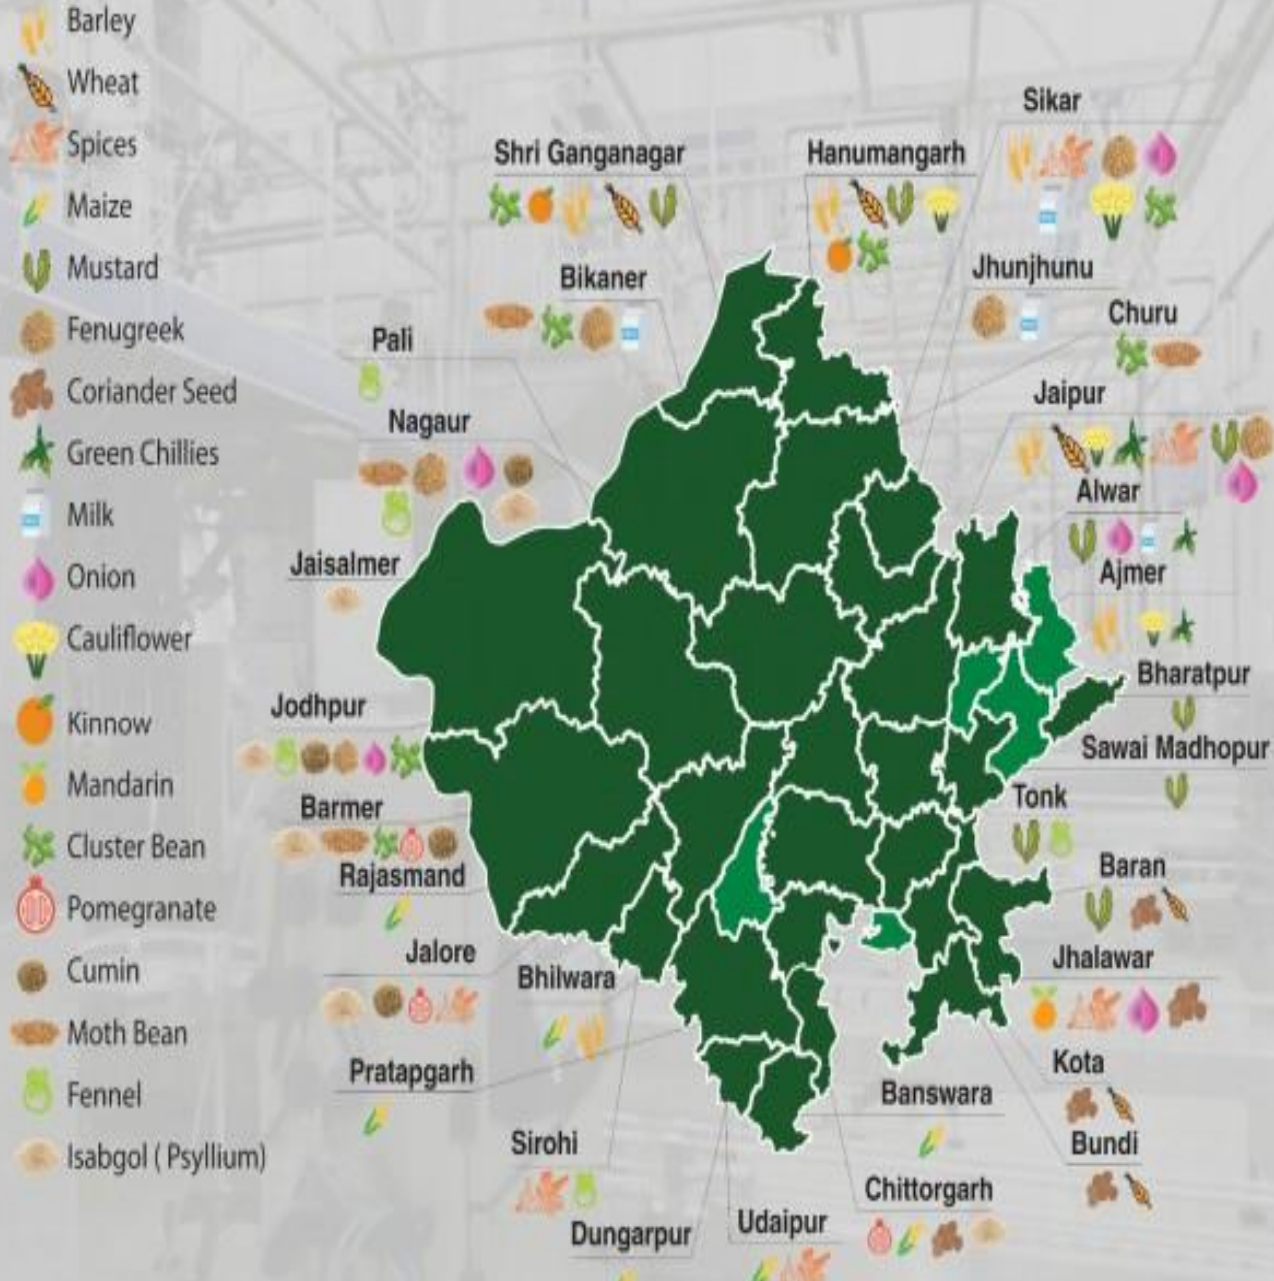 Barley
Wheat
Spices
Maize
Mustard
Fenugreek
Coriander Seed
Green Chillies
Milk
Onion
Cauliflower
Kinnow
Mandarin
Cluster Bean
Pomegranate
Cumin
Moth Bean
Fennel
Isabgol ( Psyllium)
Sikar
Shri Ganganagar
Hanumangarh
Bikaner
Jhunjhunu
Churu
Pali
Jaipur
Nagaur
Alwar
Jaisalmer
Ajmer
Bharatpur
Jodhpur
Sawai Madhopur
Barmer
Tonk
Rajasmand
Baran
Jalore
Jhalawar
Bhilwara
Pratapgarh
Kota
Banswara
Sirohi
Bundi
Chittorgarh
Dungarpur
Udaipur